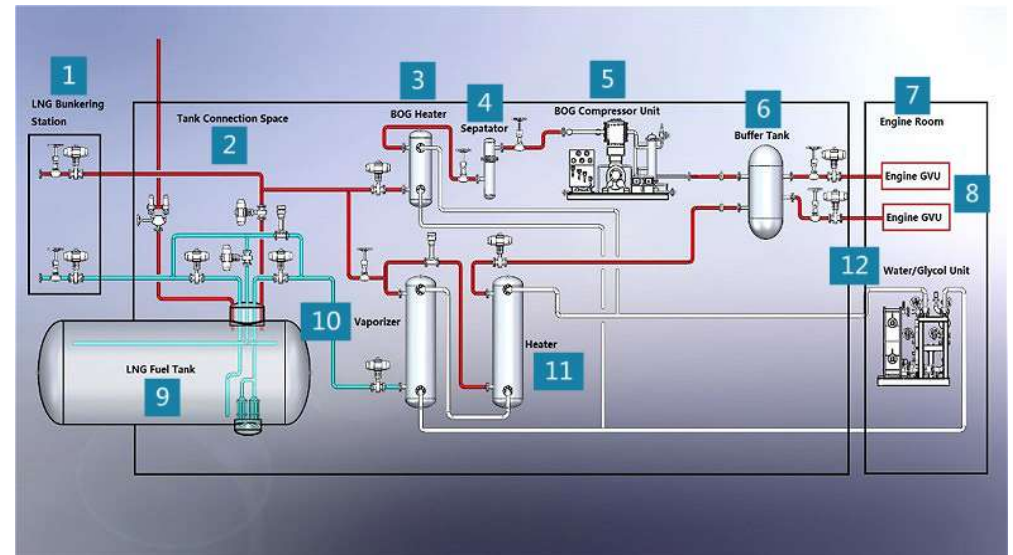 1
LNG Bunkering
Station
Tank Connection Space
2
3
BOG Heater
4
Sepatator
5
BOG Compressor Unit
6
Buffer Tank
7
Engine Room
Engine GVU
8
Engine GVU
12
Water/Glycol Unit
10
Vaporizer
Heater
11
LNG Fuel Tank
9